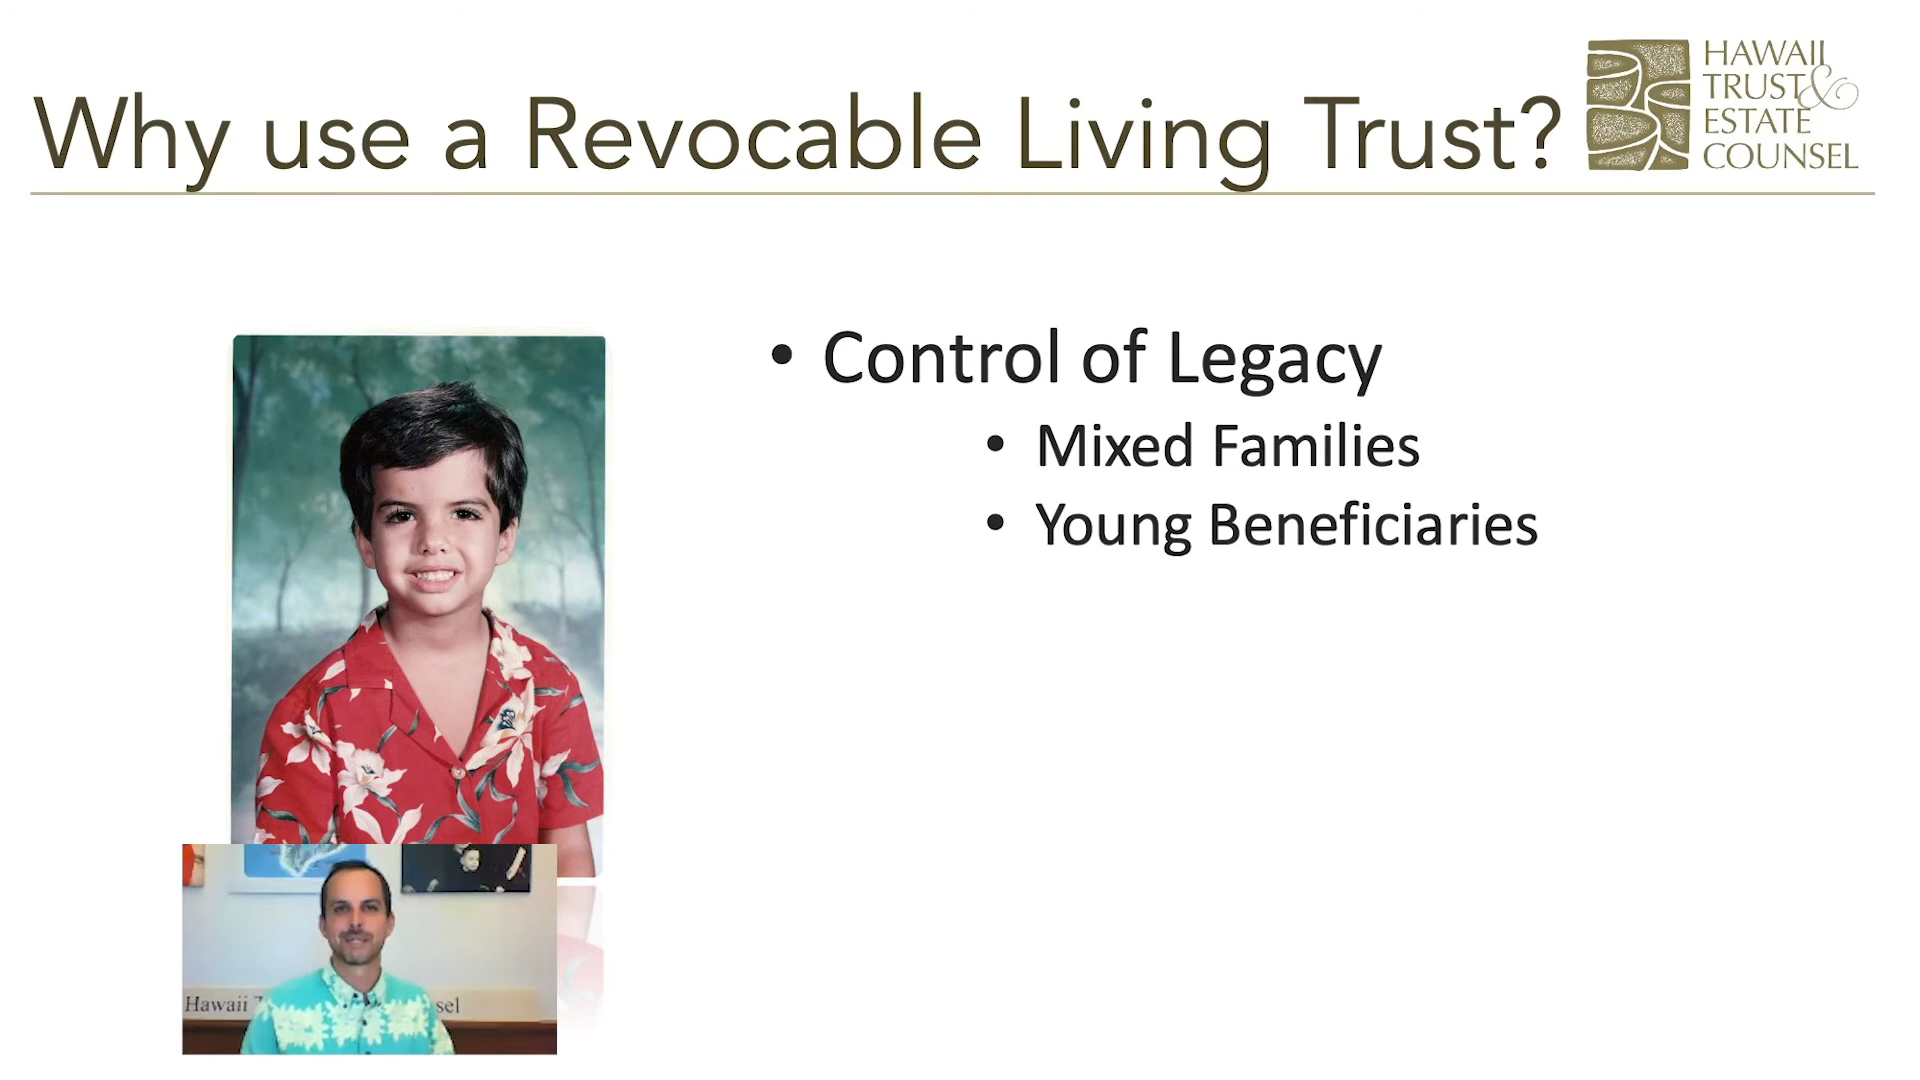 Why use a Revocable Living Trust?
HAWAII
TRUST &
ESTATE
COUNSEL
• Control of Legacy
• Mixed Families
• Young Beneficiaries
Hawaii
sel